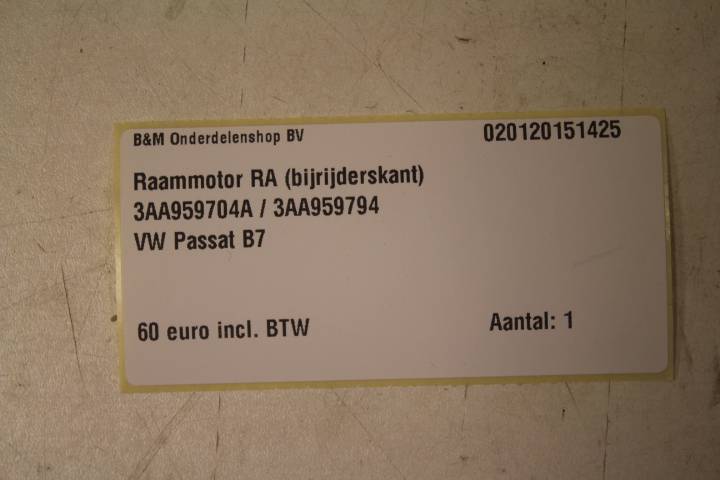 B&M Onderdelenshop BV 020120151425
Raammotor RA (bijrijderskant)
3AA959704A / 3AA959794
VW Passat B7
60 euro incl. BTW Aantal: 1